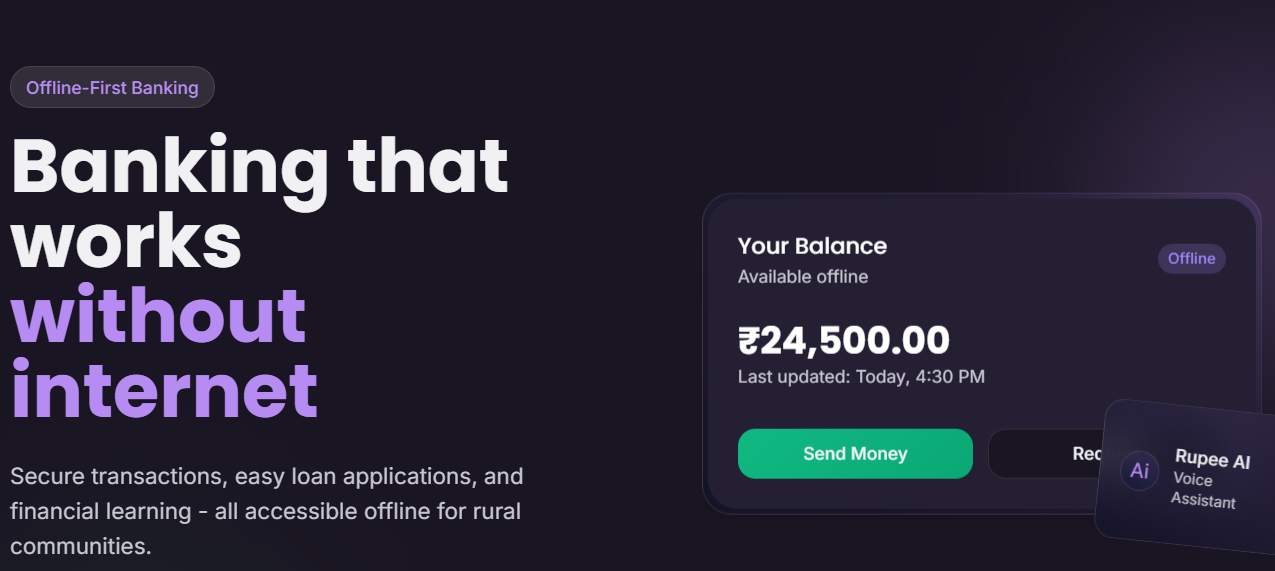 Offline-First Banking
Banking that
works
without
internet
Secure transactions, easy loan applications, and
financial learning - all accessible offline for rural
communities.
Your Balance
Available offline
Offline
₹24,500.00
Last updated: Today, 4:30 PM
Send Money
Rec
Ai
Rupee AI
Voice
Assistant